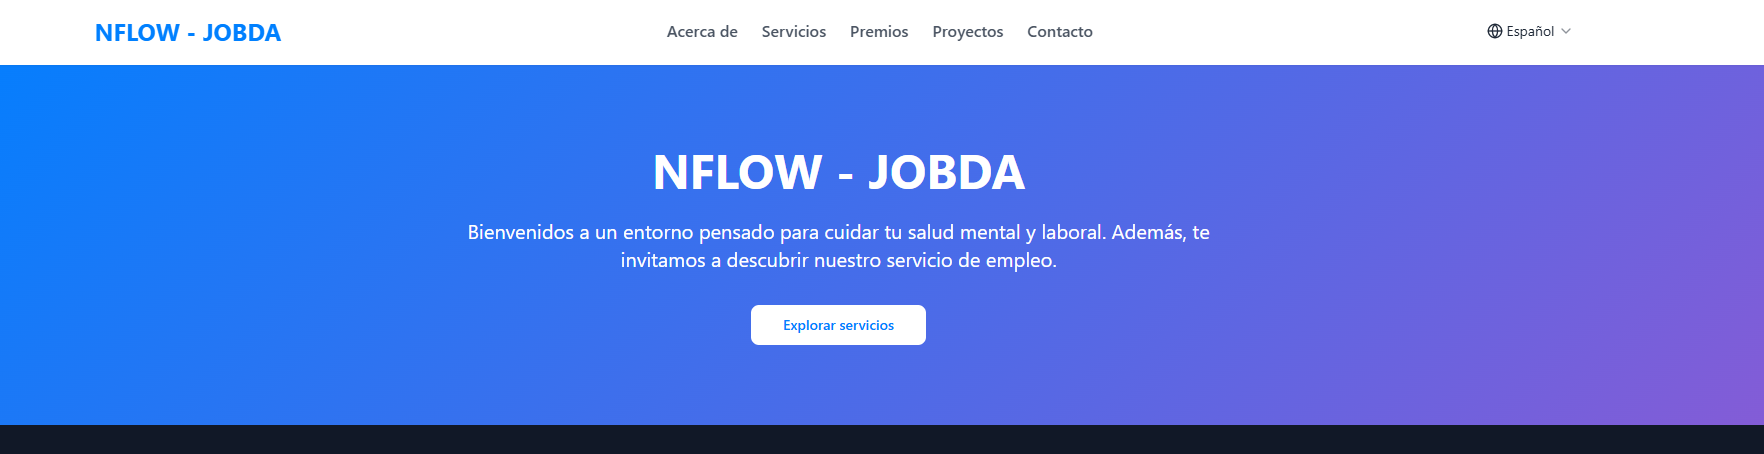 NFLOW - JOBDA
Acerca de
Servicios
Premios
Proyectos
Contacto
Español
NFLOW - JOBDA
Bienvenidos a un entorno pensado para cuidar tu salud mental y laboral. Además, te
invitamos a descubrir nuestro servicio de empleo.
Explorar servicios